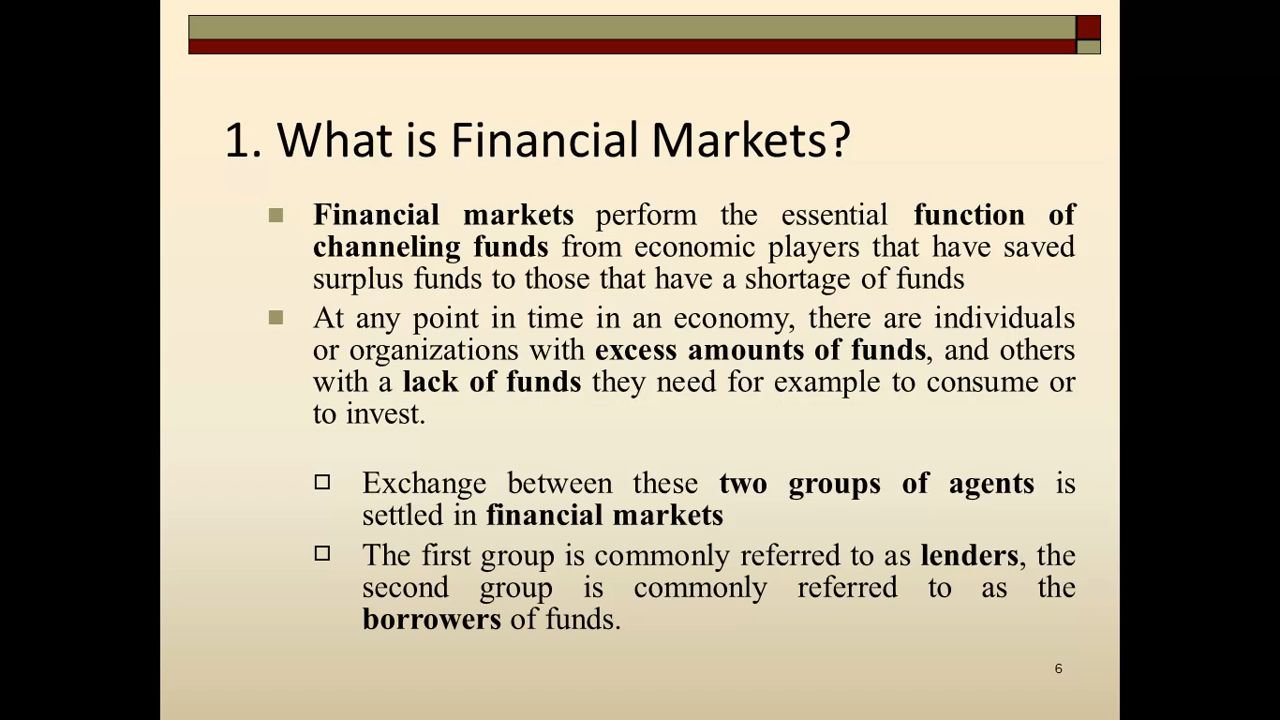 1. What is Financial Markets?
Financial markets perform the essential function of
channeling funds from economic players that have saved
surplus funds to those that have a shortage of funds
At any point in time in an economy, there are individuals
or organizations with excess amounts of funds, and others
with a lack of funds they need for example to consume or
to invest.
Exchange between these two groups of agents is
settled in financial markets
The first group is commonly referred to as lenders, the
second group is commonly referred to as the
borrowers of funds.
6